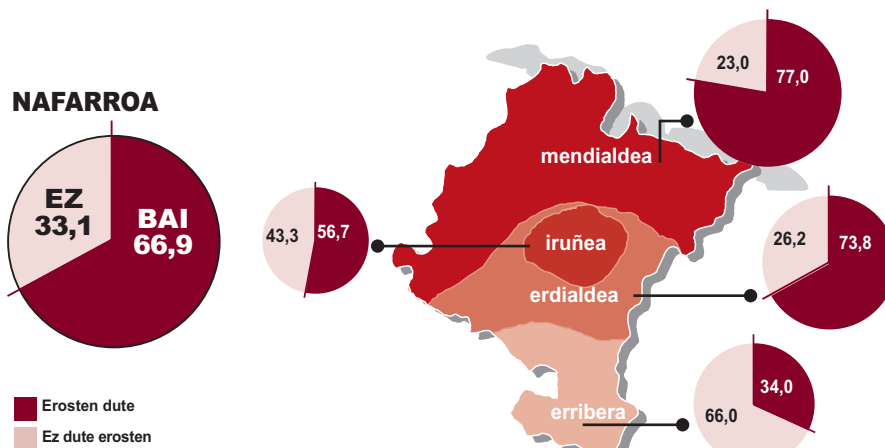 NAFARROA
EZ
33,1
BAI
66,9
23,0
77,0
mendialdea
43,3
56,7
iruñea
26,2
73,8
erdialdea
34,0
66,0
erribera
Erosten dute
Ez dute erosten